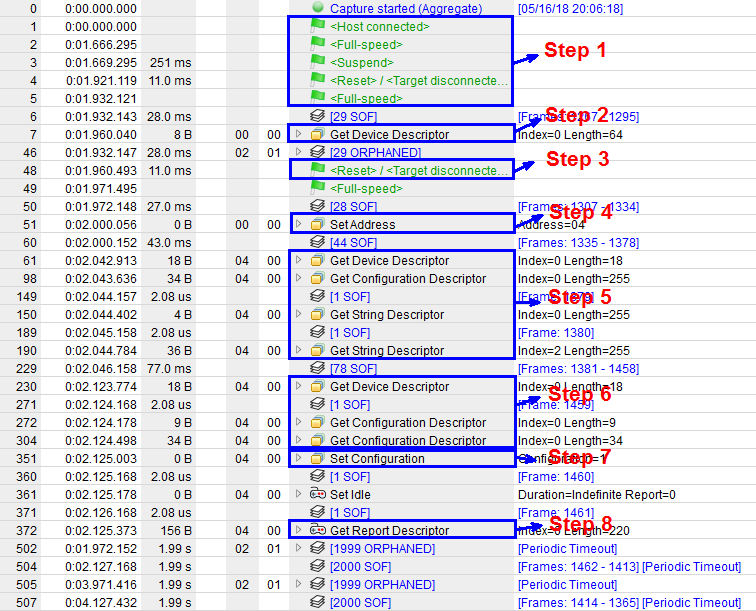 0 0:00.000.000 Capture started (Aggregate) [05/16/18 20:06:18]
1 0:00.000.000 <Host connected>
2 0:01.666.295 <Full-speed>
3 0:01.669.295 251 ms <Suspend> Step 1
4 0:01.921.119 11.0 ms <Reset> / <Target disconnecte...
5 0:01.932.121 <Full-speed>
6 0:01.932.143 28.0 ms [29 SOF] 1295] Step 2
7 0:01.960.040 8 B 00 00 Get Device Descriptor Index=0 Length=64
46 0:01.932.147 28.0 ms 02 01 [29 ORPHANED]
48 0:01.960.493 11.0 ms <Reset> / <Target disconnecte... Step 3
49 0:01.971.495 <Full-speed>
50 0:01.972.148 27.0 ms [28 SOF] [Frames: 1307 - 1334]
51 0:02.000.056 0 B 00 00 Set Address Address=04 Step 4
60 0:02.000.152 43.0 ms [44 SOF] [Frames: 1335 - 1378]
61 0:02.042.913 18 B 04 00 Get Device Descriptor Index=0 Length=18
98 0:02.043.636 34 B 04 00 Get Configuration Descriptor Index=0 Length=255
149 0:02.044.157 2.08 us [1 SOF] [Frame: 1379] Step 5
150 0:02.044.402 4 B 04 00 Get String Descriptor Index=0 Length=255
189 0:02.045.158 2.08 us [1 SOF] [Frame: 1380]
190 0:02.044.784 36 B 04 00 Get String Descriptor Index=2 Length=255
229 0:02.046.158 77.0 ms [78 SOF] [Frames: 1381 - 1458]
230 0:02.123.774 18 B 04 00 Get Device Descriptor Index=0 Length=18 Step 6
271 0:02.124.168 2.08 us [1 SOF] [Frame: 1459]
272 0:02.124.178 9 B 04 00 Get Configuration Descriptor Index=0 Length=9
304 0:02.124.498 34 B 04 00 Get Configuration Descriptor Index=0 Length=34
351 0:02.125.003 0 B 04 00 Set Configuration Configuration=1 Step 7
360 0:02.125.168 2.08 us [1 SOF] [Frame: 1460]
361 0:02.125.178 0 B 04 00 Set Idle Duration=Indefinite Report=0
371 0:02.126.168 2.08 us [1 SOF] [Frame: 1461]
372 0:02.125.373 156 B 04 00 Get Report Descriptor Index=0 Length=220 Step 8
502 0:01.972.152 1.99 s 02 01 [1999 ORPHANED] [Periodic Timeout]
504 0:02.127.168 1.99 s [2000 SOF] [Frames: 1462 - 1413] [Periodic Timeout]
505 0:03.971.416 1.99 s 02 01 [1999 ORPHANED] [Periodic Timeout]
507 0:04.127.432 1.99 s [2000 SOF] [Frames: 1414 - 1365] [Periodic Timeout]